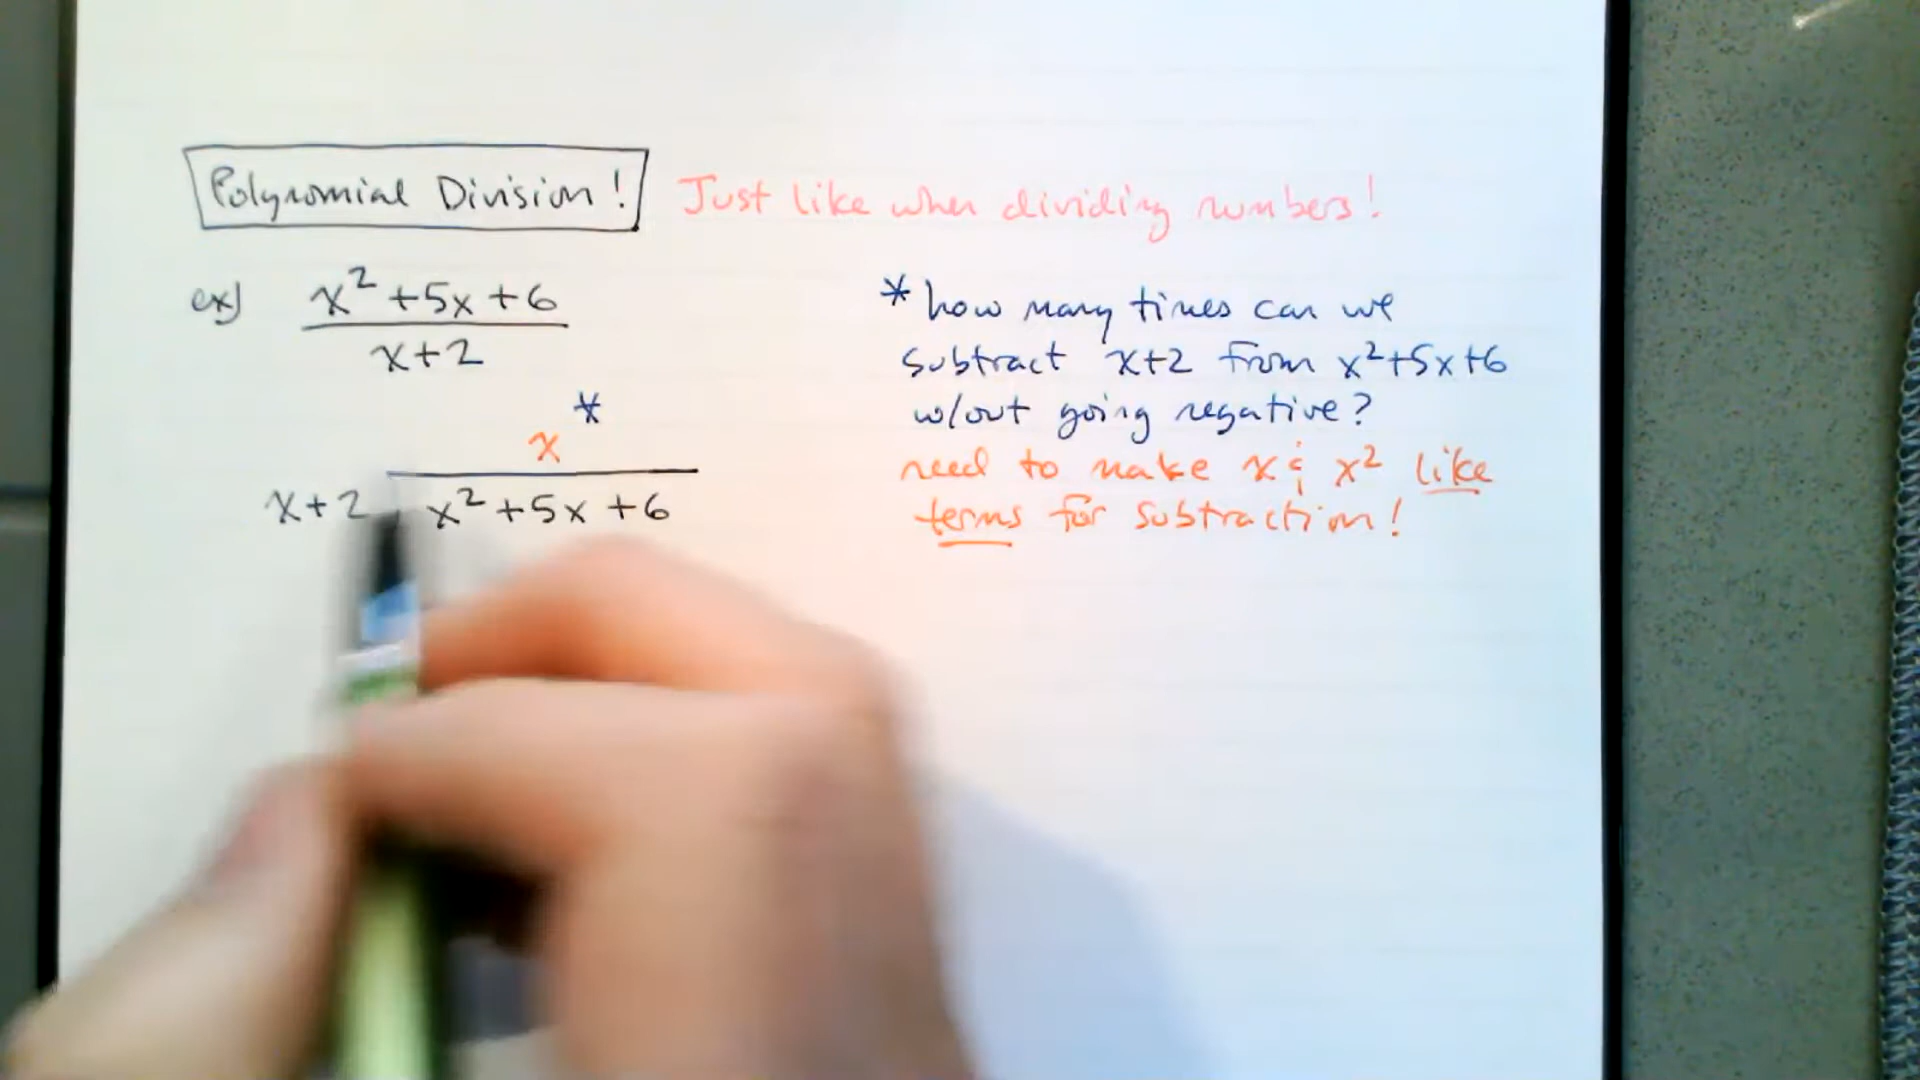 Polynomial Division! Just like when dividing numbers!
ex) x² + 5x + 6
x + 2
* how many times can we
subtract x+2 from x²+5x+6
w/out going negative?
need to make x & x² like
terms for subtraction!
*
x
x+2 x² + 5x + 6